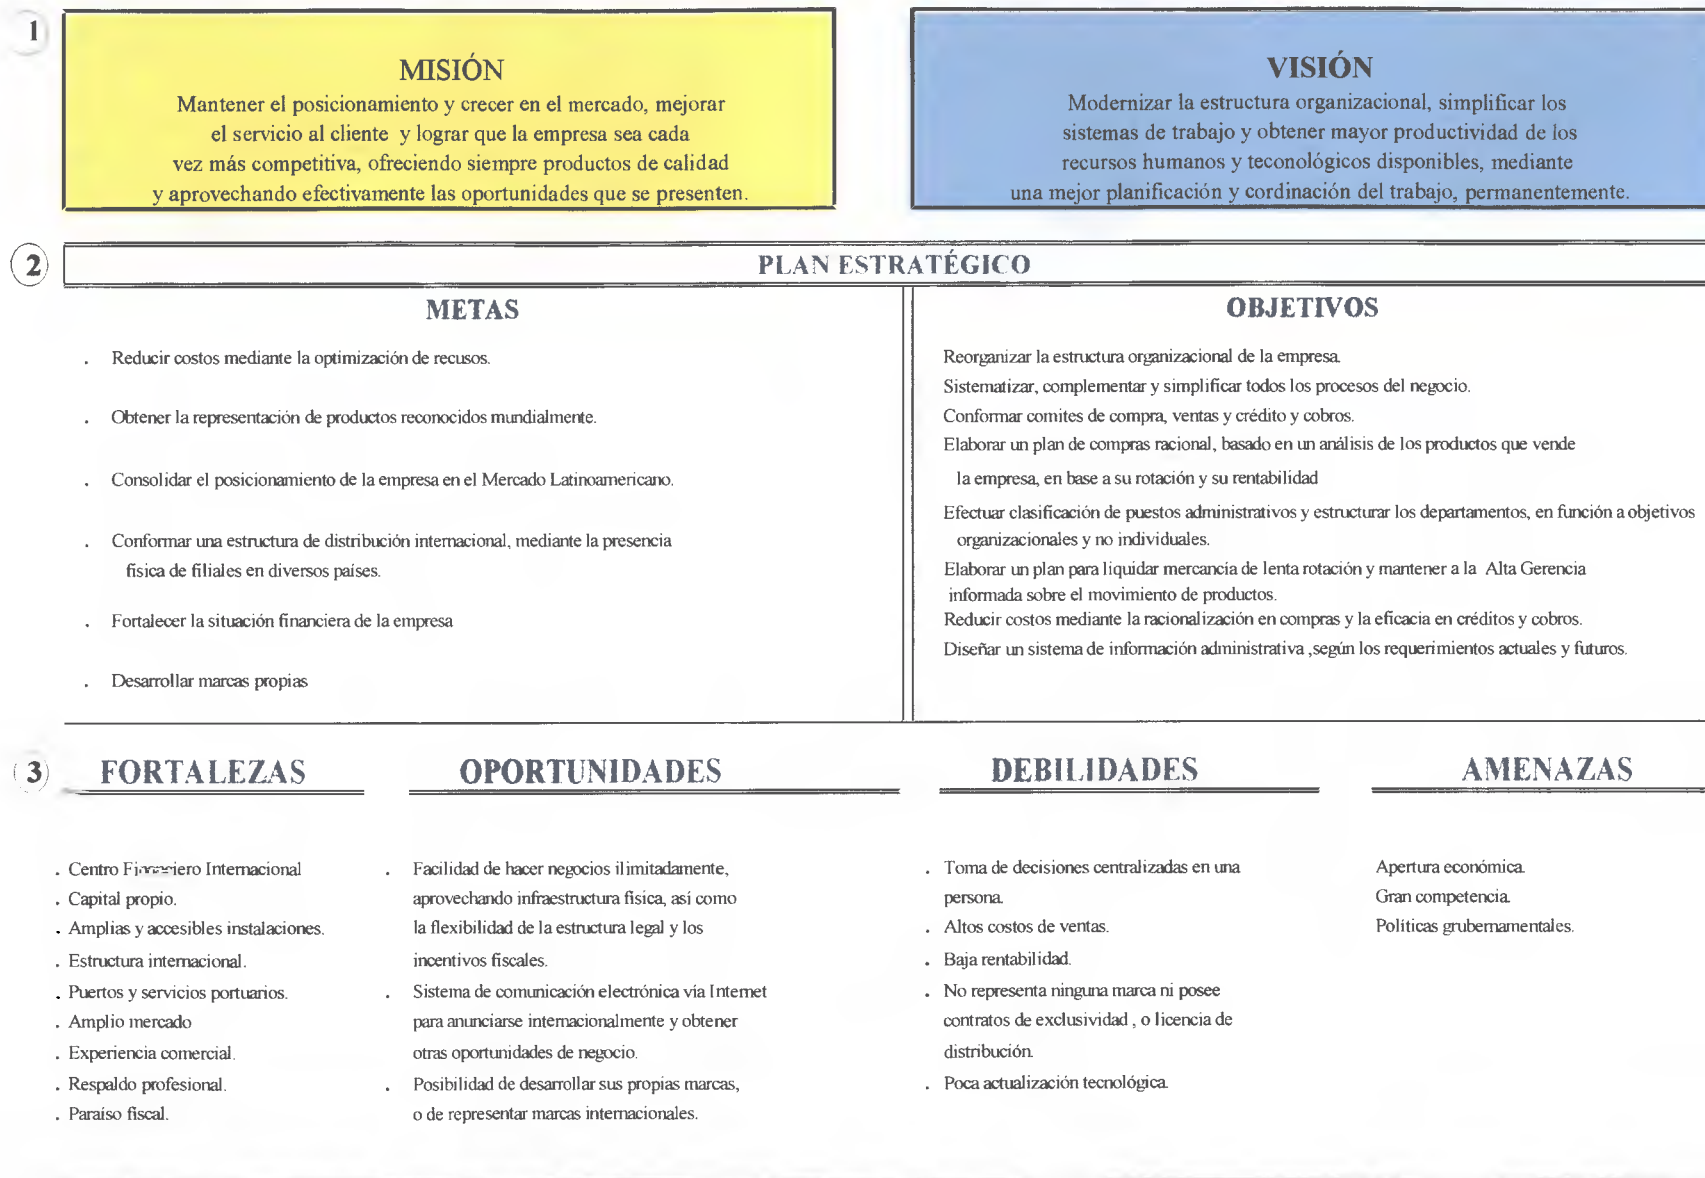 1
MISIÓN
Mantener el posicionamiento y crecer en el mercado, mejorar
el servicio al cliente y lograr que la empresa sea cada
vez más competitiva, ofreciendo siempre productos de calidad
y aprovechando efectivamente las oportunidades que se presenten.
VISIÓN
Modernizar la estructura organizacional, simplificar los
sistemas de trabajo y obtener mayor productividad de los
recursos humanos y teconológicos disponibles, mediante
una mejor planificación y cordinación del trabajo, permanentemente.
2
PLAN ESTRATÉGICO
METAS
. Reducir costos mediante la optimización de recusos.
. Obtener la representación de productos reconocidos mundialmente.
. Consolidar el posicionamiento de la empresa en el Mercado Latinoamericano.
. Conformar una estructura de distribución internacional, mediante la presencia
física de filiales en diversos países.
. Fortalecer la situación financiera de la empresa
. Desarrollar marcas propias
OBJETIVOS
Reorganizar la estructura organizacional de la empresa.
Sistematizar, complementar y simplificar todos los procesos del negocio.
Conformar comites de compra, ventas y crédito y cobros.
Elaborar un plan de compras racional, basado en un análisis de los productos que vende
la empresa, en base a su rotación y su rentabilidad
Efectuar clasificación de puestos administrativos y estructurar los departamentos, en función a objetivos
organizacionales y no individuales.
Elaborar un plan para liquidar mercancia de lenta rotación y mantener a la Alta Gerencia
informada sobre el movimiento de productos.
Reducir costos mediante la racionalización en compras y la eficacia en créditos y cobros.
Diseñar un sistema de información administrativa ,según los requerimientos actuales y futuros.
3
FORTALEZAS
. Centro Financiero Internacional
. Capital propio.
. Amplias y accesibles instalaciones.
. Estructura internacional.
. Puertos y servicios portuarios.
. Amplio mercado
. Experiencia comercial.
. Respaldo profesional.
. Paraíso fiscal.
OPORTUNIDADES
. Facilidad de hacer negocios ilimitadamente,
aprovechando infraestructura física, así como
la flexibilidad de la estructura legal y los
incentivos fiscales.
. Sistema de comunicación electrónica vía Internet
para anunciarse internacionalmente y obtener
otras oportunidades de negocio.
. Posibilidad de desarrollar sus propias marcas,
o de representar marcas internacionales.
DEBILIDADES
. Toma de decisiones centralizadas en una
persona.
. Altos costos de ventas.
. Baja rentabilidad.
. No representa ninguna marca ni posee
contratos de exclusividad , o licencia de
distribución.
. Poca actualización tecnológica.
AMENAZAS
Apertura económica.
Gran competencia.
Políticas grubernamentales.